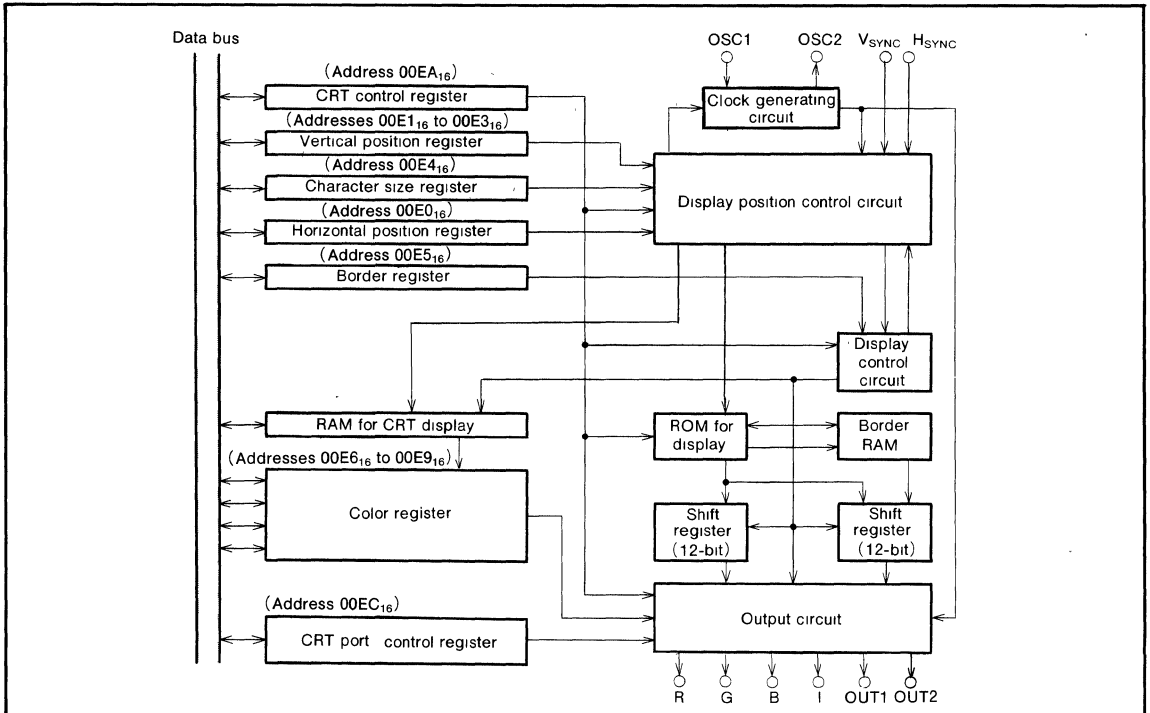 Data bus
OSC1
OSC2
V_SYNC
H_SYNC
(Address 00EA₁₆)
CRT control register
(Addresses 00E1₁₆ to 00E3₁₆)
Vertical position register
(Address 00E4₁₆)
Character size register
(Address 00E0₁₆)
Horizontal position register
(Address 00E5₁₆)
Border register
Clock generating
circuit
Display position control circuit
Display
control
circuit
RAM for CRT display
ROM for
display
Border
RAM
(Addresses 00E6₁₆ to 00E9₁₆)
Color register
Shift
register
(12-bit)
Shift
register
(12-bit)
(Address 00EC₁₆)
CRT port control register
Output circuit
R
G
B
I
OUT1
OUT2